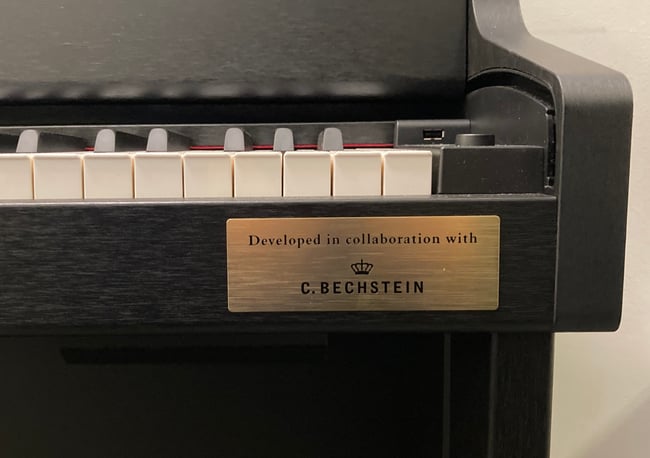 Developed in collaboration with
C. BECHSTEIN